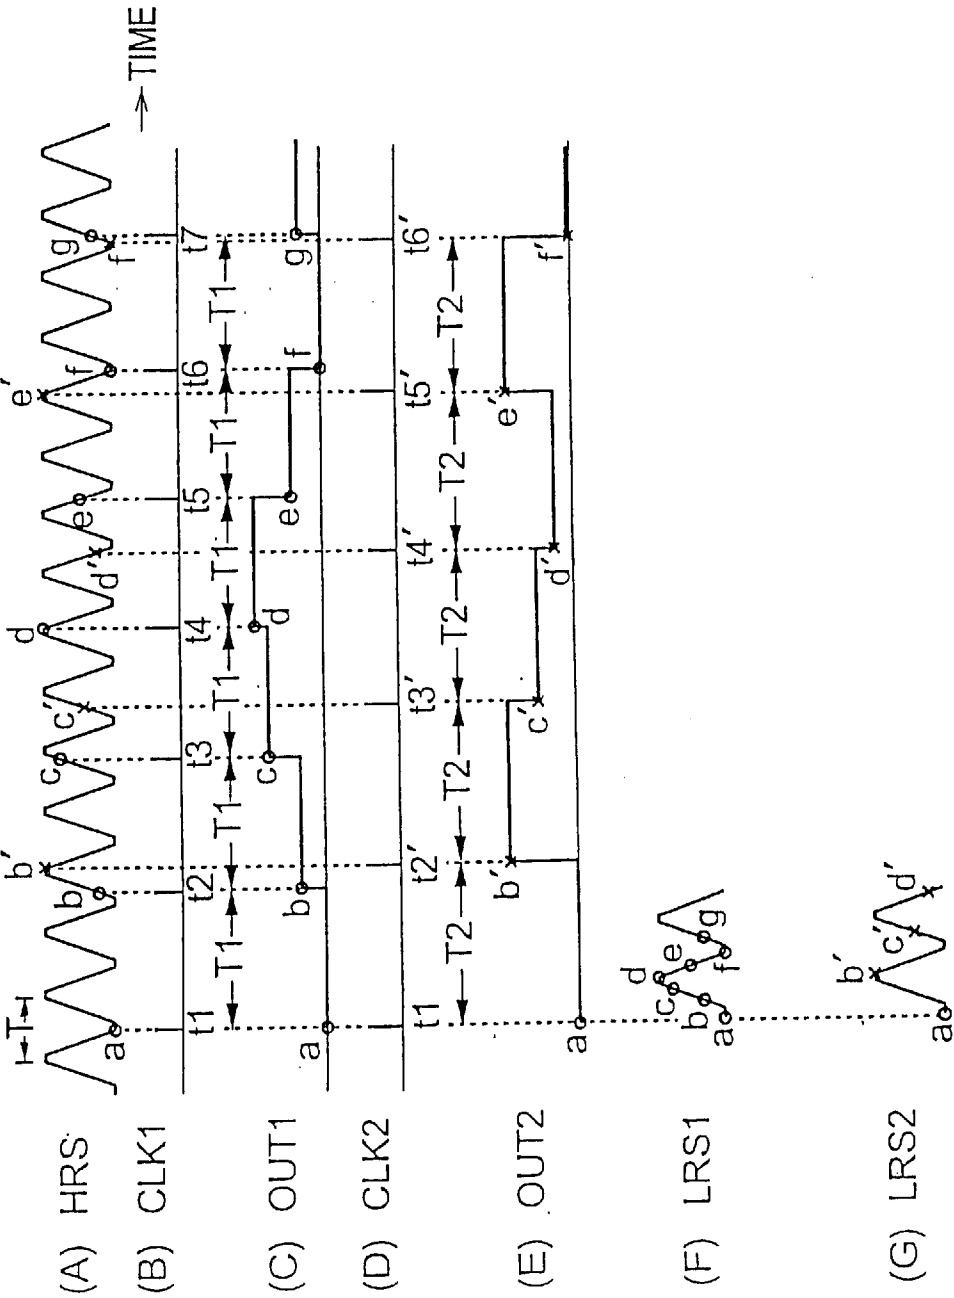 T
(A) HRS a b b' c c' d d' e e' f f' g
(B) CLK1 → TIME
t1 t2 t3 t4 t5 t6 t7
T1 T1 T1 T1 T1 T1
(C) OUT1 a b c d e f g
(D) CLK2
t1 t2' t3' t4' t5' t6'
T2 T2 T2 T2 T2
(E) OUT2 a b' c' d' e' f'
(F) LRS1 a b c d e f g
(G) LRS2 a b' c' d'